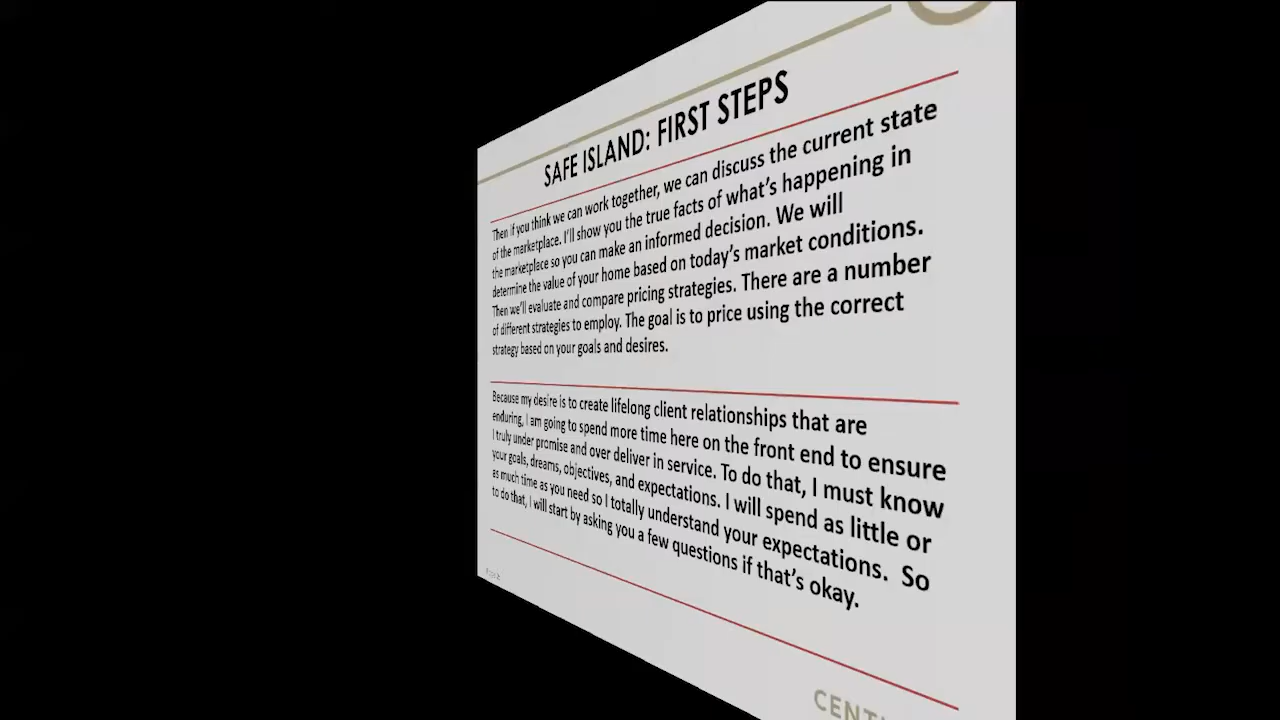 SAFE ISLAND: FIRST STEPS
Then if you think we can work together, we can discuss the current state
of the marketplace. I'll show you the true facts of what's happening in
the marketplace so you can make an informed decision. We will
determine the value of your home based on today's market conditions.
Then we'll evaluate and compare pricing strategies. There are a number
of different strategies to employ. The goal is to price using the correct
strategy based on your goals and desires.
Because my desire is to create lifelong client relationships that are
enduring, I am going to spend more time here on the front end to ensure
I truly under promise and over deliver in service. To do that, I must know
your goals, dreams, objectives, and expectations. I will spend as little or
as much time as you need so I totally understand your expectations. So
to do that, I will start by asking you a few questions if that's okay.